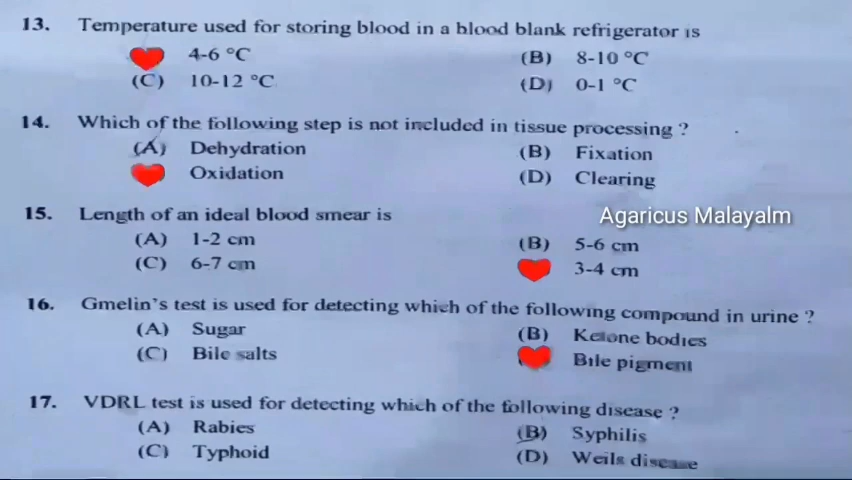 13. Temperature used for storing blood in a blood blank refrigerator is
4-6 °C (B) 8-10 °C
(C) 10-12 °C (D) 0-1 °C
14. Which of the following step is not included in tissue processing ?
(A) Dehydration (B) Fixation
Oxidation (D) Clearing
15. Length of an ideal blood smear is
Agaricus Malayalm
(A) 1-2 cm (B) 5-6 cm
(C) 6-7 cm 3-4 cm
16. Gmelin's test is used for detecting which of the following compound in urine ?
(A) Sugar (B) Ketone bodies
(C) Bile salts Bile pigment
17. VDRL test is used for detecting which of the following disease ?
(A) Rabies (B) Syphilis
(C) Typhoid (D) Weils disease